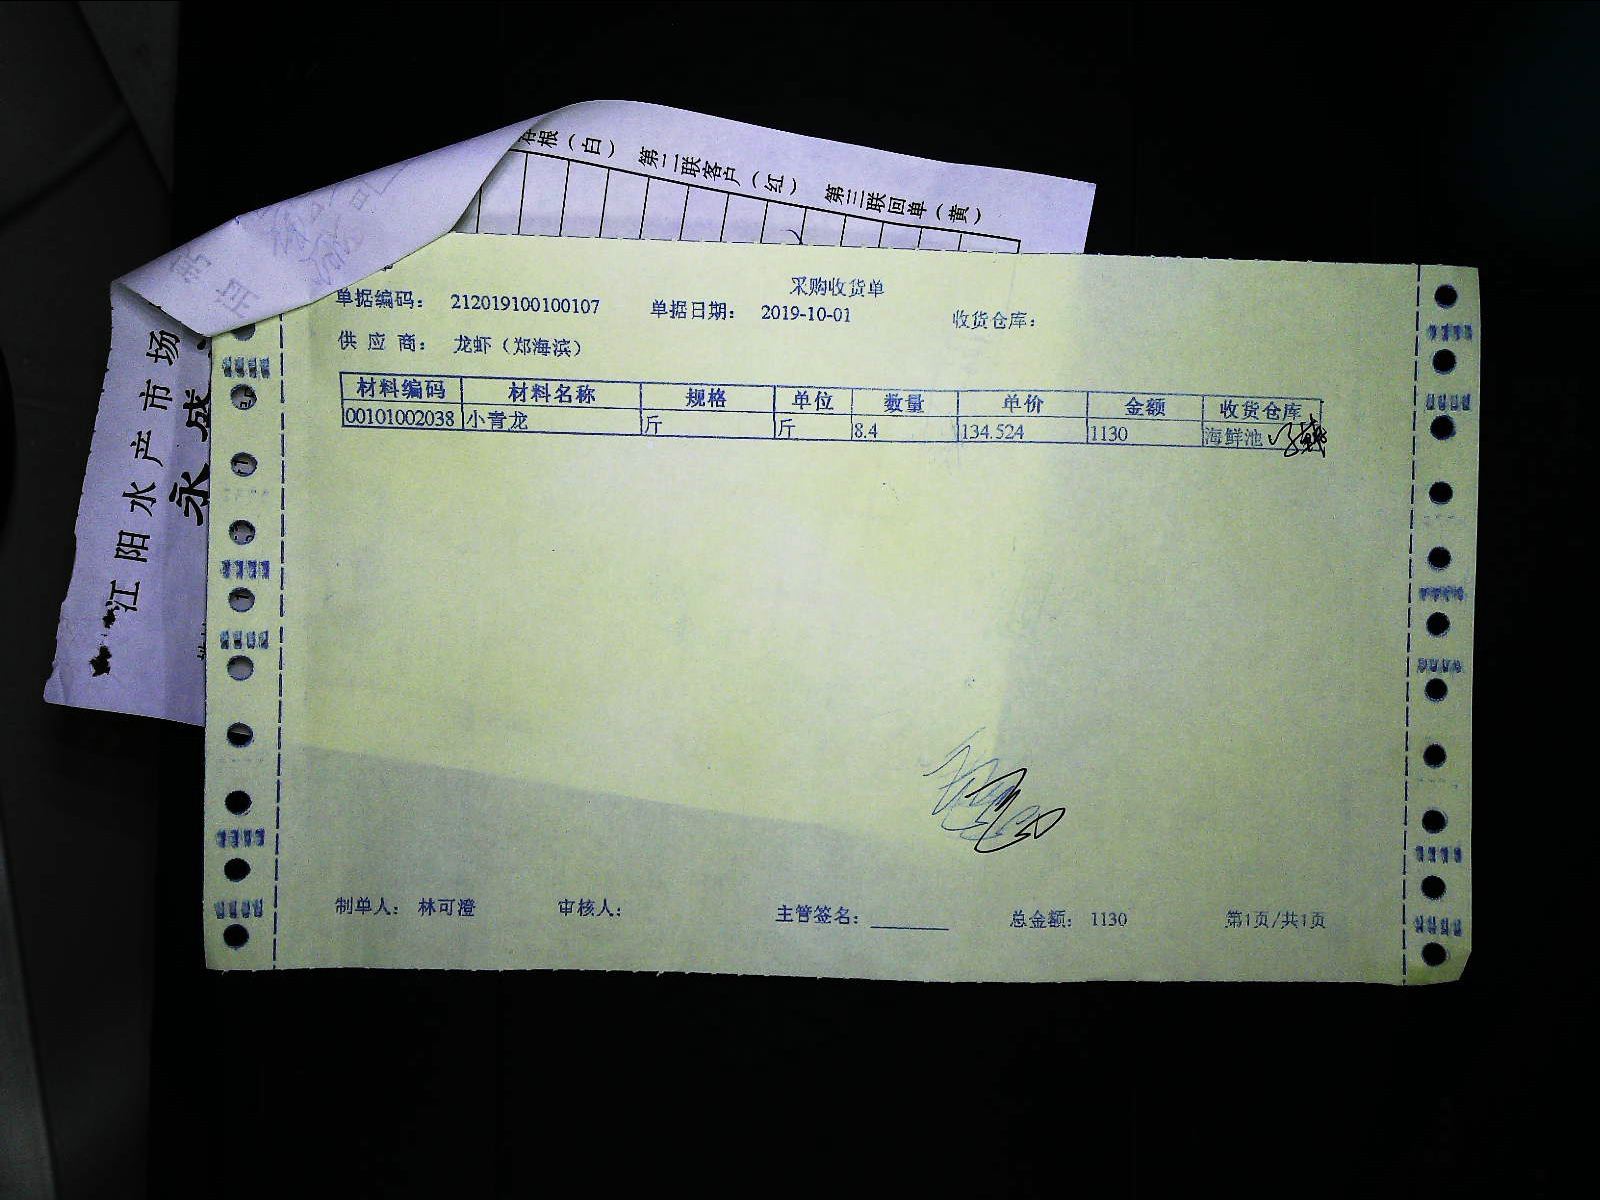 存根（白） 第二联客户（红） 第三联回单（黄）
江阳水产市场
永成
采购收货单
单据编码： 212019100100107 单据日期： 2019-10-01 收货仓库：
供应商： 龙虾（郑海滨）
材料编码 材料名称 规格 单位 数量 单价 金额 收货仓库
00101002038 小青龙 斤 斤 8.4 134.524 1130 海鲜池
制单人： 林可澄 审核人： 主管签名： 总金额： 1130 第1页/共1页